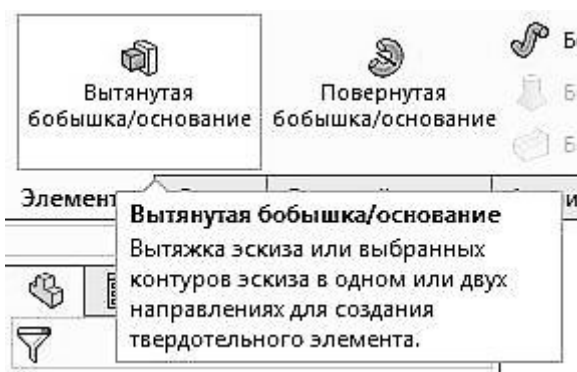 Вытянутая
бобышка/основание
Повернутая
бобышка/основание
Вытянутая бобышка/основание
Вытяжка эскиза или выбранных
контуров эскиза в одном или двух
направлениях для создания
твердотельного элемента.